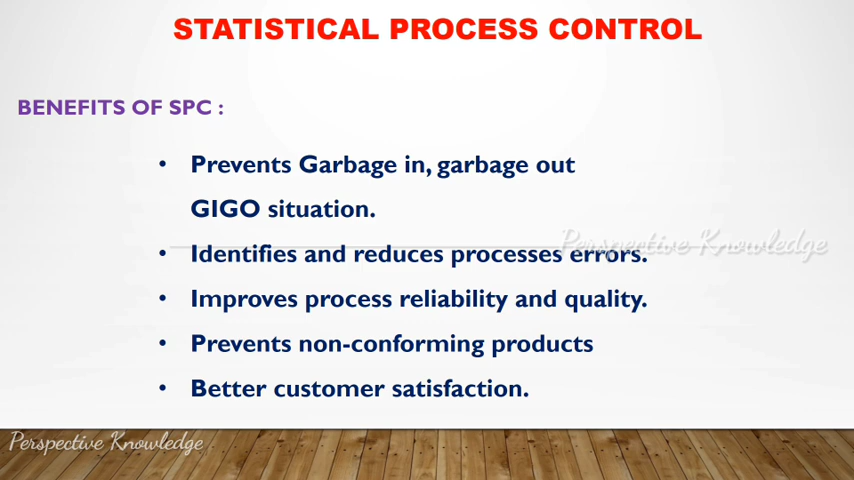 STATISTICAL PROCESS CONTROL
BENEFITS OF SPC :
• Prevents Garbage in, garbage out
GIGO situation.
Perspective Knowledge
• Identifies and reduces processes errors.
• Improves process reliability and quality.
• Prevents non-conforming products
• Better customer satisfaction.
Perspective Knowledge